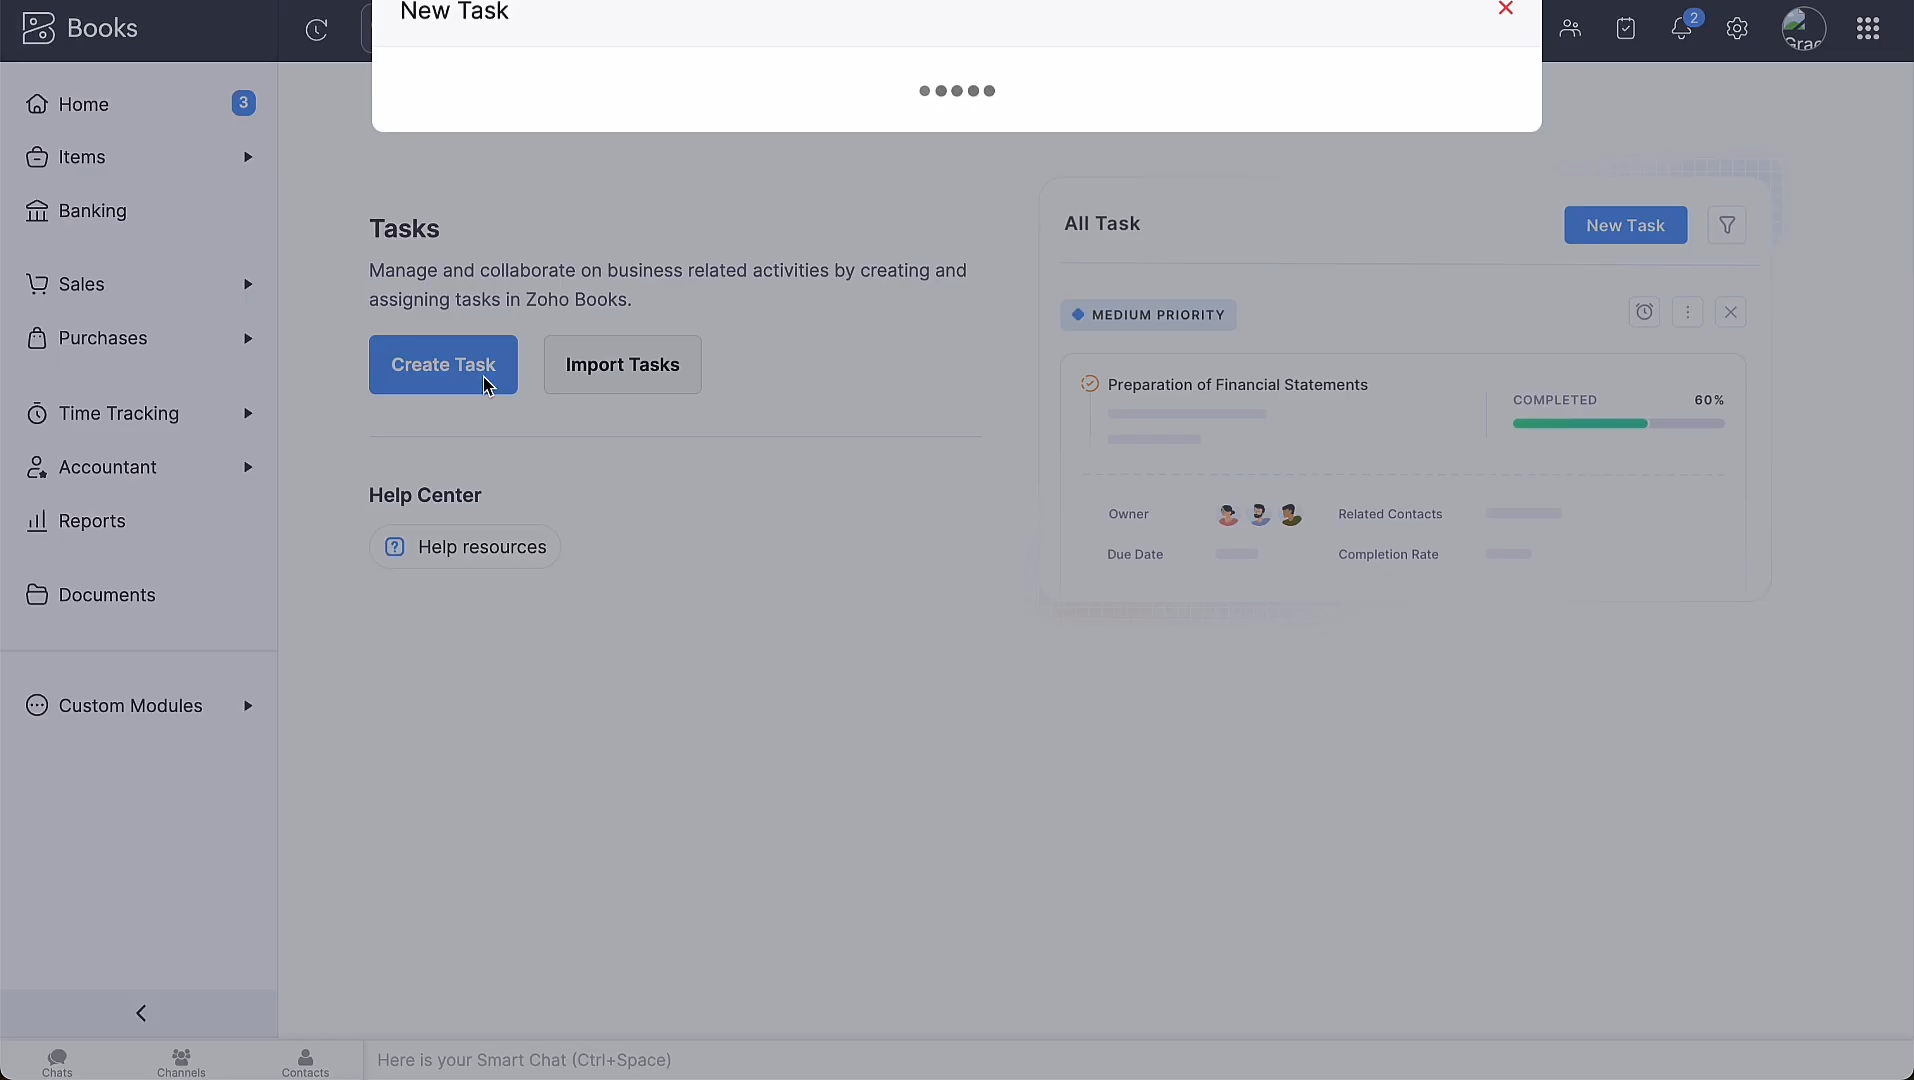 Books
New Task
2
Grac
Home
3
Items
Banking
Sales
Purchases
Time Tracking
Accountant
Reports
Documents
Custom Modules
Tasks
Manage and collaborate on business related activities by creating and
assigning tasks in Zoho Books.
Create Task
Import Tasks
Help Center
Help resources
All Task
New Task
MEDIUM PRIORITY
Preparation of Financial Statements
COMPLETED
60%
Owner
Related Contacts
Due Date
Completion Rate
Chats
Channels
Contacts
Here is your Smart Chat (Ctrl+Space)